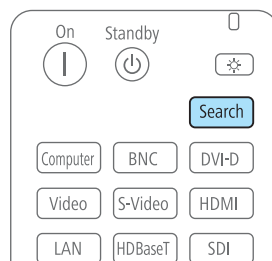 On Standby
Search
Computer BNC DVI-D
Video S-Video HDMI
LAN HDBaseT SDI